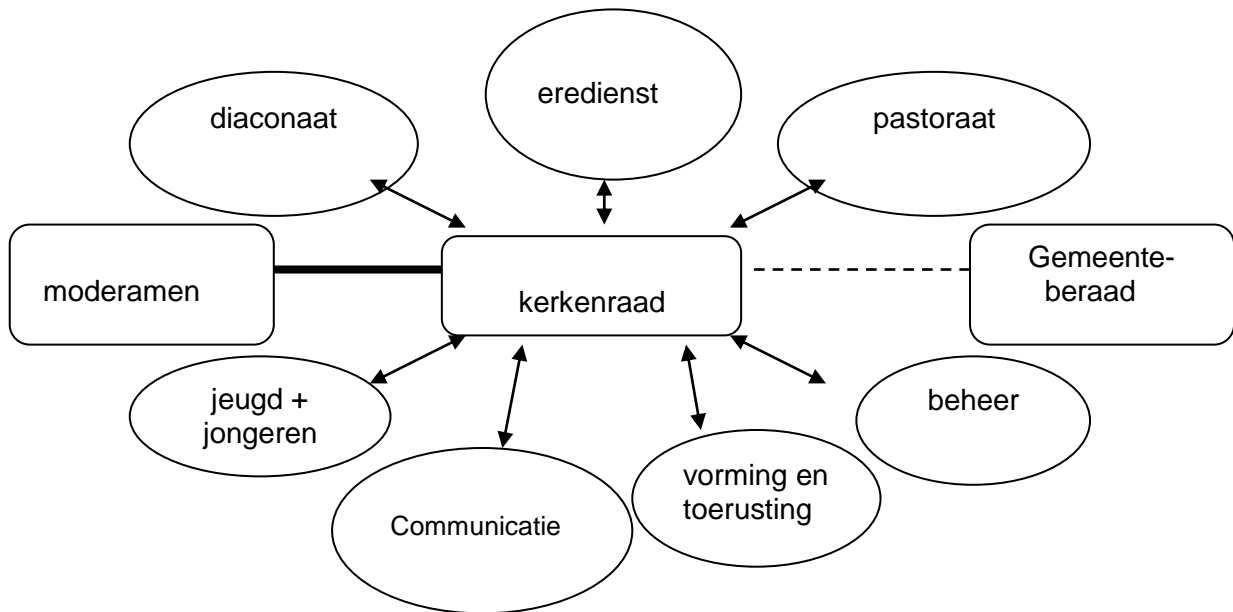 eredienst
diaconaat
pastoraat
moderamen
kerkenraad
Gemeente-
beraad
jeugd +
jongeren
beheer
Communicatie
vorming en
toerusting